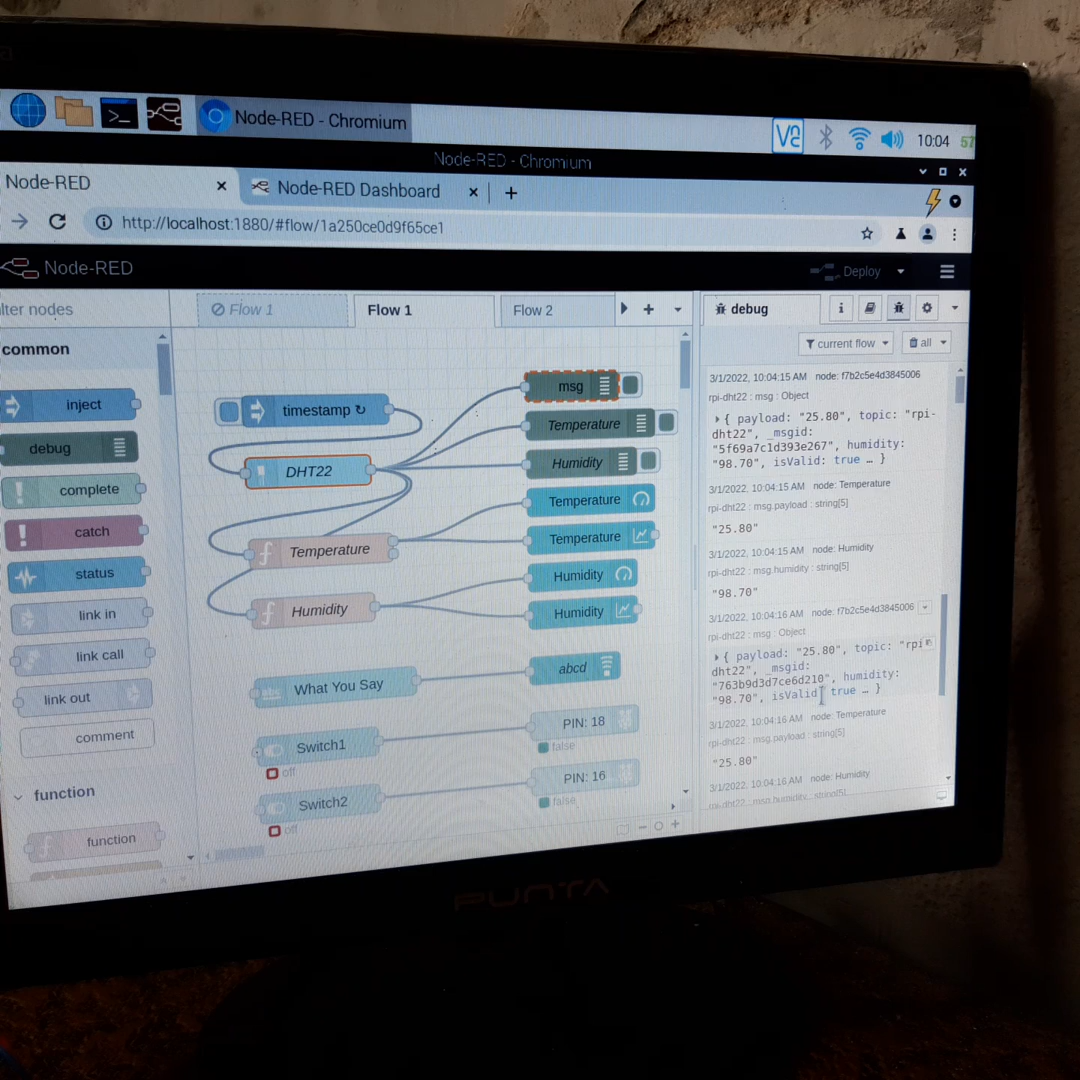 Node-RED - Chromium
10:04
57
Node-RED - Chromium
Node-RED
Node-RED Dashboard
http://localhost:1880/#flow/1a250ce0d9f65ce1
Node-RED
Deploy
lter nodes
Flow 1
Flow 1
Flow 2
debug
current flow
all
common
inject
debug
complete
catch
status
link in
link call
link out
comment
function
function
timestamp ↻
DHT22
Temperature
Humidity
What You Say
Switch1
off
Switch2
off
msg
Temperature
Humidity
Temperature
Temperature
Humidity
Humidity
abcd
PIN: 18
false
PIN: 16
false
3/1/2022, 10:04:15 AM node: f7b2c5e4d3845006
rpi-dht22 : msg : Object
{ payload: "25.80", topic: "rpi-
dht22", _msgid:
"5f69a7c1d393e267", humidity:
"98.70", isValid: true … }
3/1/2022, 10:04:15 AM node: Temperature
rpi-dht22 : msg.payload : string[5]
"25.80"
3/1/2022, 10:04:15 AM node: Humidity
rpi-dht22 : msg.humidity : string[5]
"98.70"
3/1/2022, 10:04:16 AM node: f7b2c5e4d3845006
rpi-dht22 : msg : Object
{ payload: "25.80", topic: "rpi
dht22", _msgid:
"763b9d3d7ce6d210", humidity:
"98.70", isValid: true … }
3/1/2022, 10:04:16 AM node: Temperature
rpi-dht22 : msg.payload : string[5]
"25.80"
3/1/2022, 10:04:16 AM node: Humidity
rpi-dht22 : msg.humidity : string[5]
PUNTA